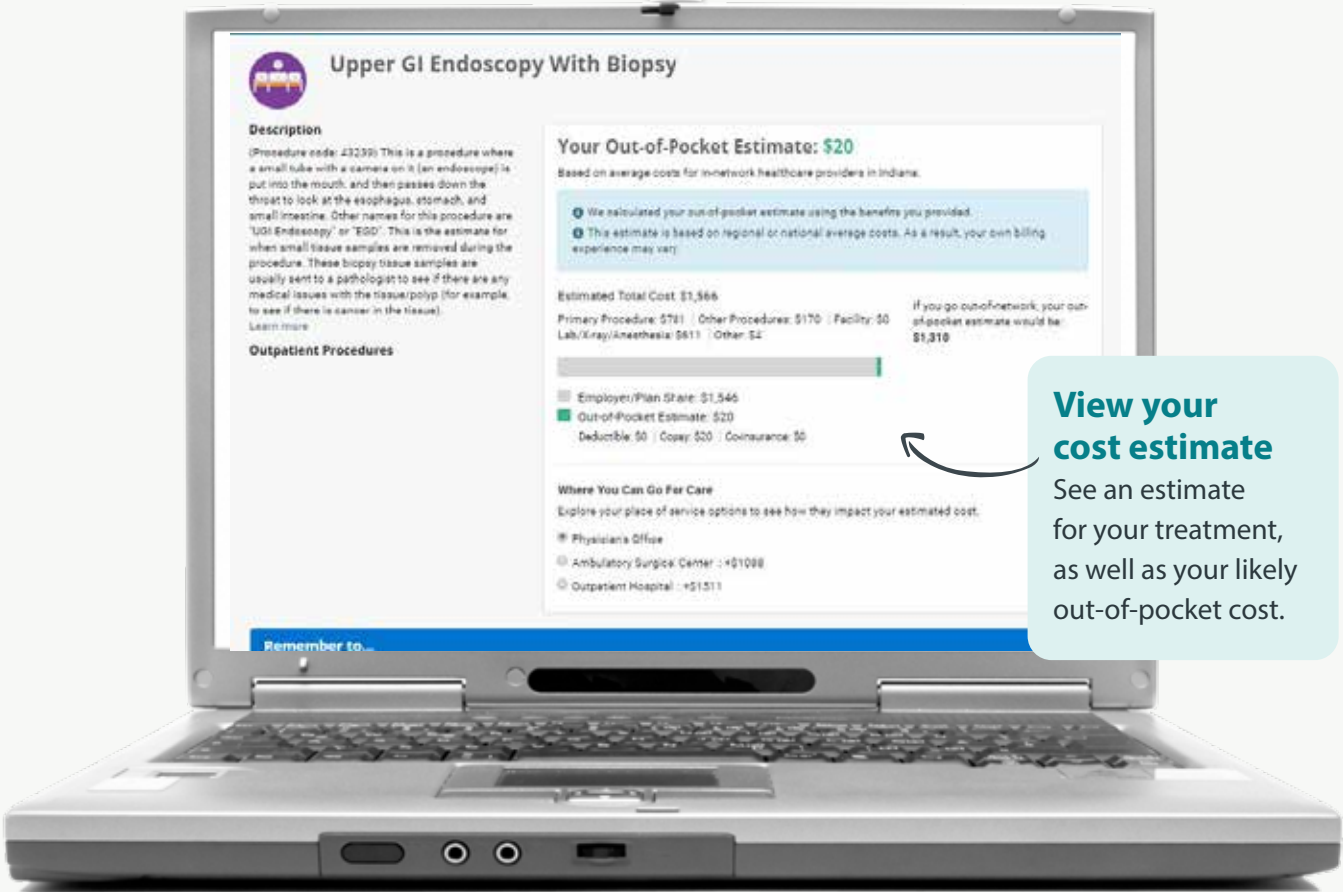 Upper GI Endoscopy With Biopsy
Description
(Procedure code: 43239) This is a procedure where
a small tube with a camera on it (an endoscope) is
put into the mouth, and then passes down the
throat to look at the esophagus, stomach, and
small intestine. Other names for this procedure are
"UGI Endoscopy" or "EGD". This is the estimate for
when small tissue samples are removed during the
procedure. These biopsy tissue samples are
usually sent to a pathologist to see if there are any
medical issues with the tissue/polyp (for example,
to see if there is cancer in the tissue).
Learn more
Outpatient Procedures
Your Out-of-Pocket Estimate: $20
Based on average costs for in-network healthcare providers in Indiana.
We calculated your out-of-pocket estimate using the benefits you provided.
This estimate is based on regional or national average costs. As a result, your own billing
experience may vary.
Estimated Total Cost: $1,566
Primary Procedure: $781 | Other Procedures: $170 | Facility: $0
Lab/X-ray/Anesthesia: $611 | Other: $4
If you go out-of-network, your out-
of-pocket estimate would be:
$1,310
Employer/Plan Share: $1,546
Out-of-Pocket Estimate: $20
Deductible: $0 | Copay: $20 | Coinsurance: $0
Where You Can Go For Care
Explore your place of service options to see how they impact your estimated cost.
Physician's Office
Ambulatory Surgical Center : +$1088
Outpatient Hospital : +$1511
Remember to...
View your
cost estimate
See an estimate
for your treatment,
as well as your likely
out-of-pocket cost.